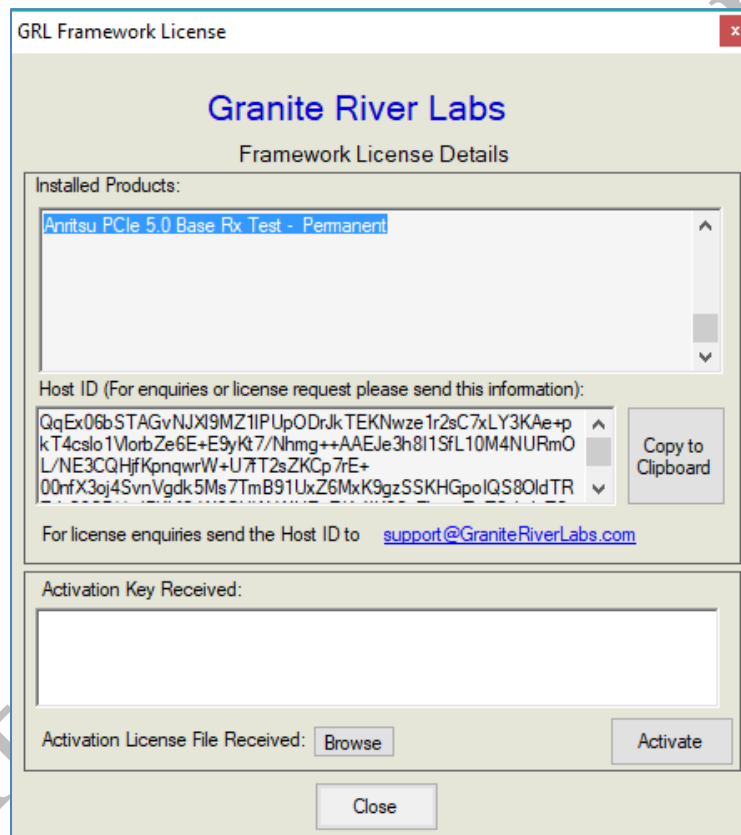 GRL Framework License
x
Granite River Labs
Framework License Details
Installed Products:
Anritsu PCIe 5.0 Base Rx Test - Permanent
Host ID (For enquiries or license request please send this information):
QqEx06bSTAGvNJXI9MZ1IPUpODrJkTEKNwze1r2sC7xLY3KAe+p
kT4cslo1VlorbZe6E+E9yKt7/Nhmg++AAEJe3h8I1SfL10M4NURmO
L/NE3CQHjfKpnqwrW+U7fT2sZKCp7rE+
00nfX3oj4SvnVgdk5Ms7TmB91UxZ6MxK9gzSSKHGpoIQS8OldTR
Copy to
Clipboard
For license enquiries send the Host ID to support@GraniteRiverLabs.com
Activation Key Received:
Activation License File Received: Browse
Activate
Close